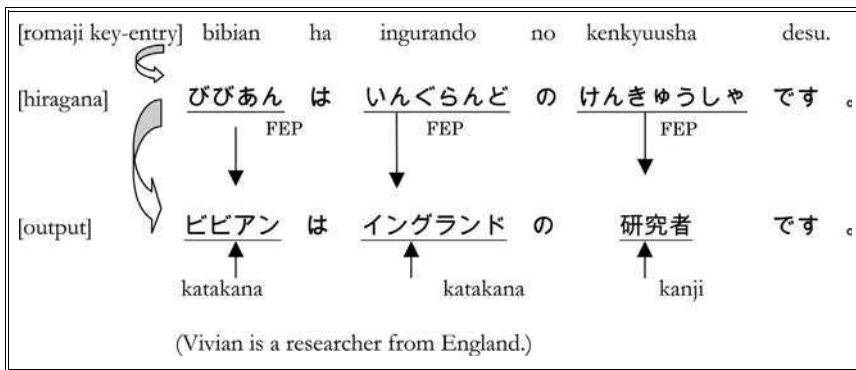 [romaji key-entry] bibian ha ingurando no kenkyuusha desu.
[hiragana] びびあん は いんぐらんど の けんきゅうしゃ です 。
FEP FEP FEP
[output] ビビアン は イングランド の 研究者 です 。
katakana katakana kanji
(Vivian is a researcher from England.)